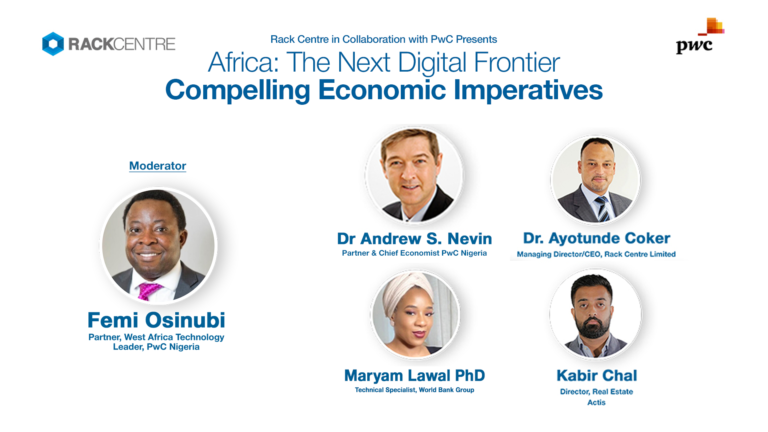 RACKCENTRE
Rack Centre in Collaboration with PwC Presents
pwc
Africa: The Next Digital Frontier
Compelling Economic Imperatives
Moderator
Femi Osinubi
Partner, West Africa Technology
Leader, PwC Nigeria
Dr Andrew S. Nevin
Partner & Chief Economist PwC Nigeria
Dr. Ayotunde Coker
Managing Director/CEO, Rack Centre Limited
Maryam Lawal PhD
Technical Specialist, World Bank Group
Kabir Chal
Director, Real Estate
Actis